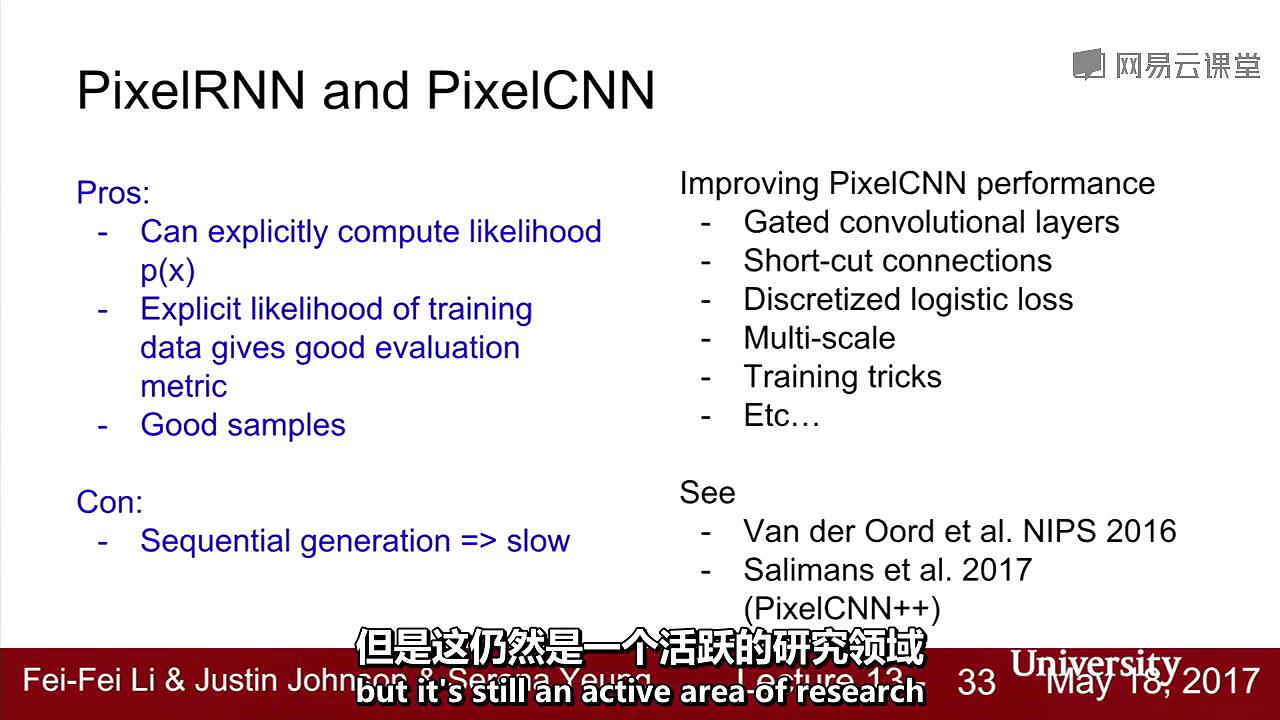 网易云课堂
PixelRNN and PixelCNN
Pros:
- Can explicitly compute likelihood
p(x)
- Explicit likelihood of training
data gives good evaluation
metric
- Good samples
Con:
- Sequential generation => slow
Improving PixelCNN performance
- Gated convolutional layers
- Short-cut connections
- Discretized logistic loss
- Multi-scale
- Training tricks
- Etc…
See
- Van der Oord et al. NIPS 2016
- Salimans et al. 2017
(PixelCNN++)
但是这仍然是一个活跃的研究领域
but it's still an active area of research
Fei-Fei Li & Justin Johnson & Serena Yeung
Lecture 13 -
33
University
May 18, 2017